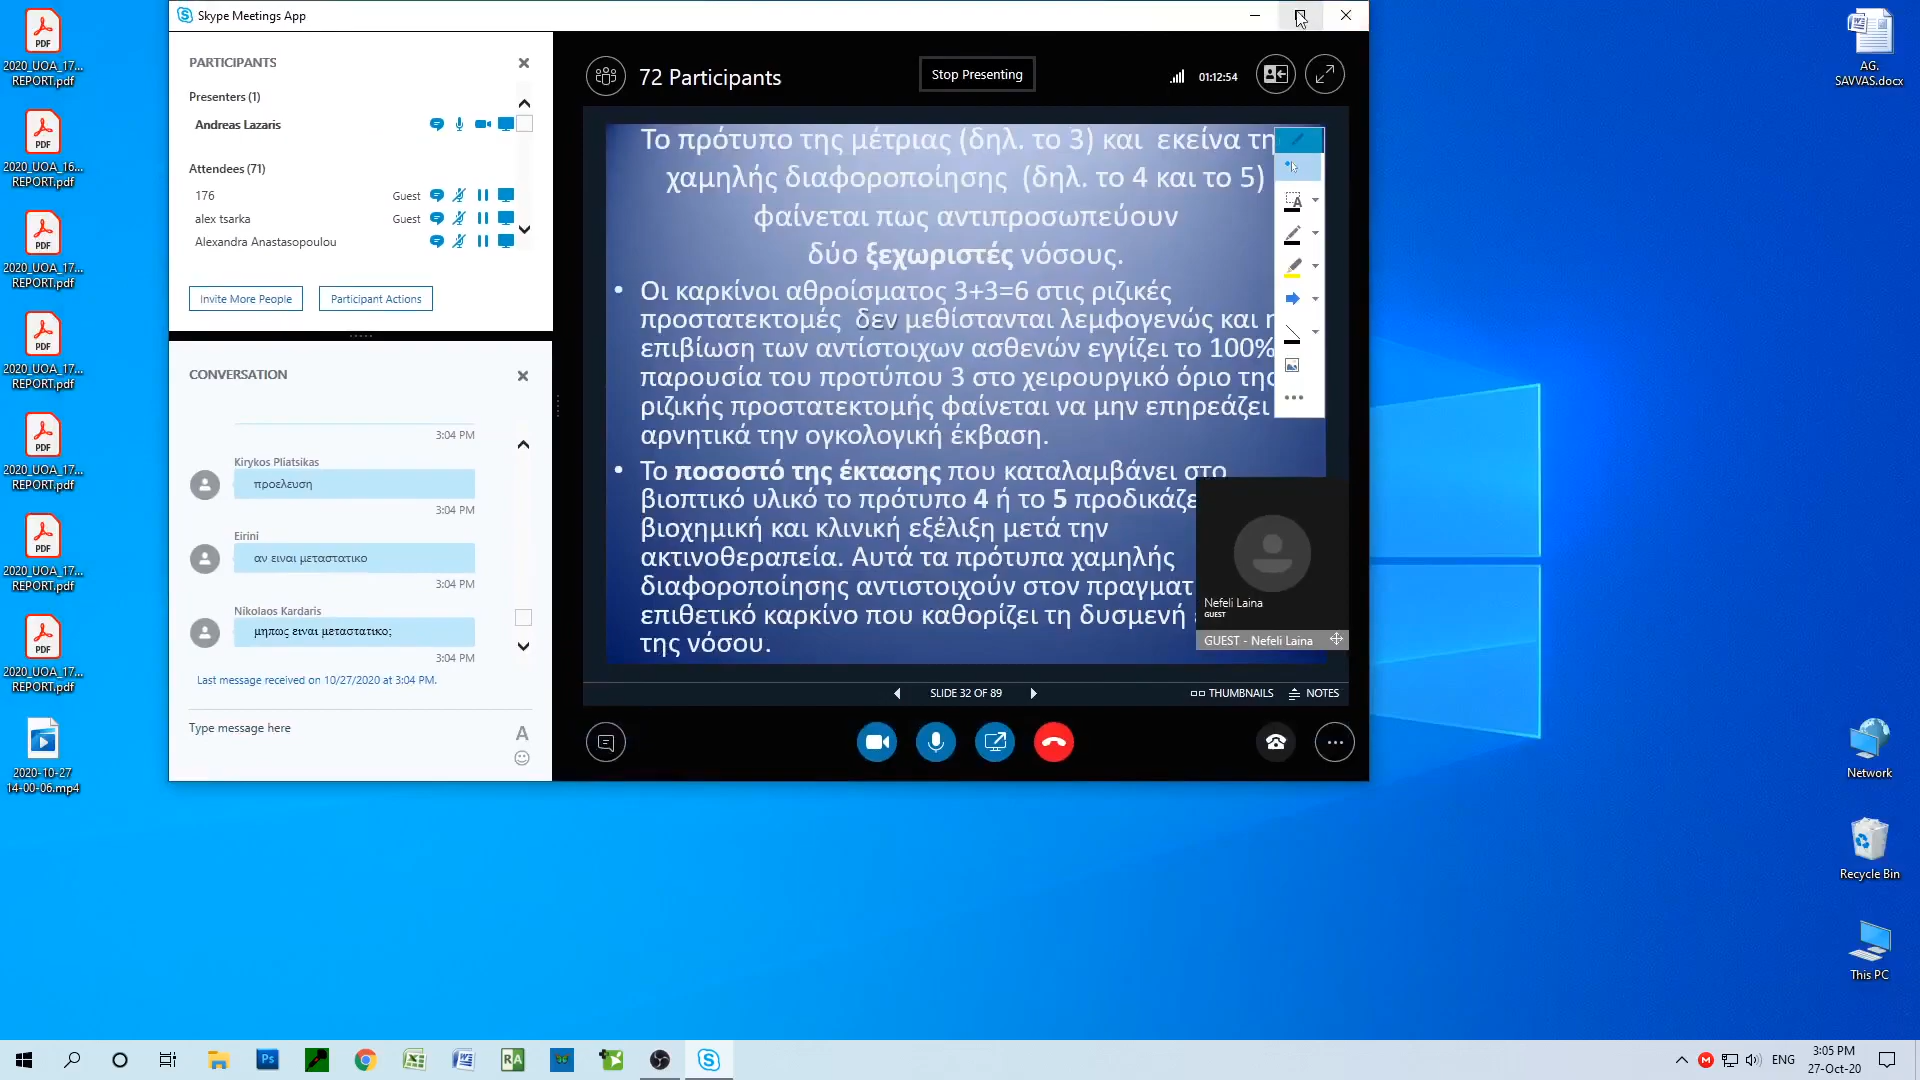 Skype Meetings App
PARTICIPANTS
Presenters (1)
Andreas Lazaris
Attendees (71)
176 Guest
alex tsarka Guest
Alexandra Anastasopoulou
Invite More People
Participant Actions
CONVERSATION
3:04 PM
Kirykos Pliatsikas
προελευση
3:04 PM
Eirini
αν ειναι μεταστατικο
3:04 PM
Nikolaos Kardaris
μηπως ειναι μεταστατικο;
3:04 PM
Last message received on 10/27/2020 at 3:04 PM.
Type message here
A
72 Participants
Stop Presenting
01:12:54
Το πρότυπο της μέτριας (δηλ. το 3) και εκείνα τη
χαμηλής διαφοροποίησης (δηλ. το 4 και το 5)
φαίνεται πως αντιπροσωπεύουν
δύο ξεχωριστές νόσους.
• Οι καρκίνοι αθροίσματος 3+3=6 στις ριζικές
προστατεκτομές δεν μεθίστανται λεμφογενώς και η
επιβίωση των αντίστοιχων ασθενών εγγίζει το 100%
παρουσία του προτύπου 3 στο χειρουργικό όριο της
ριζικής προστατεκτομής φαίνεται να μην επηρεάζει
αρνητικά την ογκολογική έκβαση.
• Το ποσοστό της έκτασης που καταλαμβάνει στο
βιοπτικό υλικό το πρότυπο 4 ή το 5 προδικάζε
βιοχημική και κλινική εξέλιξη μετά την
ακτινοθεραπεία. Αυτά τα πρότυπα χαμηλής
διαφοροποίησης αντιστοιχούν στον πραγματ
επιθετικό καρκίνο που καθορίζει τη δυσμενή
της νόσου.
Nefeli Laina
GUEST
GUEST - Nefeli Laina
SLIDE 32 OF 89
THUMBNAILS
NOTES
2020_UOA_17...
REPORT.pdf
2020_UOA_16...
REPORT.pdf
2020_UOA_17...
REPORT.pdf
2020_UOA_17...
REPORT.pdf
2020_UOA_17...
REPORT.pdf
2020_UOA_17...
REPORT.pdf
2020_UOA_17...
REPORT.pdf
2020-10-27
14-00-06.mp4
AG.
SAVVAS.docx
Network
Recycle Bin
This PC
ENG
3:05 PM
27-Oct-20